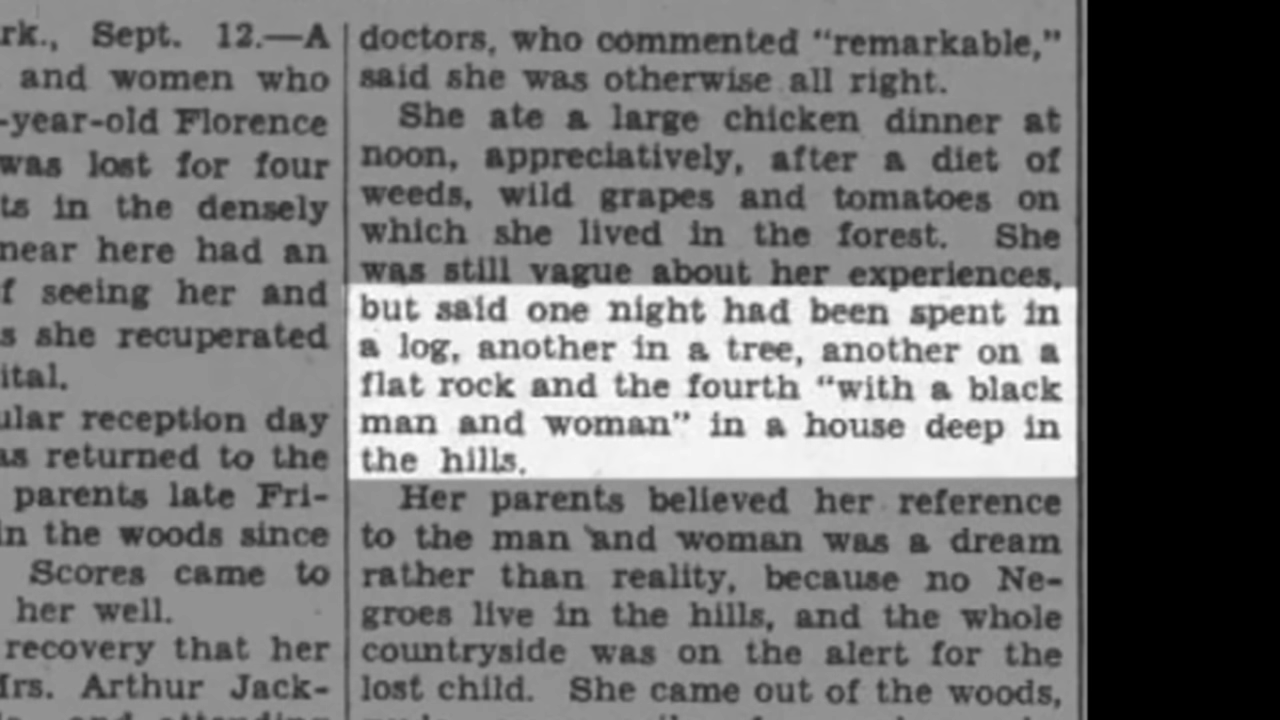 rk., Sept. 12.—A
and women who
-year-old Florence
was lost for four
ts in the densely
near here had an
f seeing her and
s she recuperated
ital.
ular reception day
as returned to the
parents late Fri-
in the woods since
Scores came to
her well.
recovery that her
Mrs. Arthur Jack-
doctors, who commented “remarkable,”
said she was otherwise all right.
She ate a large chicken dinner at
noon, appreciatively, after a diet of
weeds, wild grapes and tomatoes on
which she lived in the forest. She
was still vague about her experiences,
but said one night had been spent in
a log, another in a tree, another on a
flat rock and the fourth “with a black
man and woman” in a house deep in
the hills.
Her parents believed her reference
to the man and woman was a dream
rather than reality, because no Ne-
groes live in the hills, and the whole
countryside was on the alert for the
lost child. She came out of the woods,